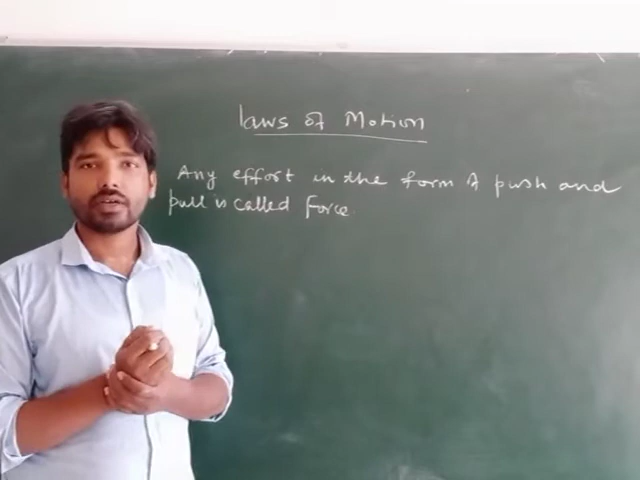 laws of Motion
Any effort in the form of push and
pull is called Force.